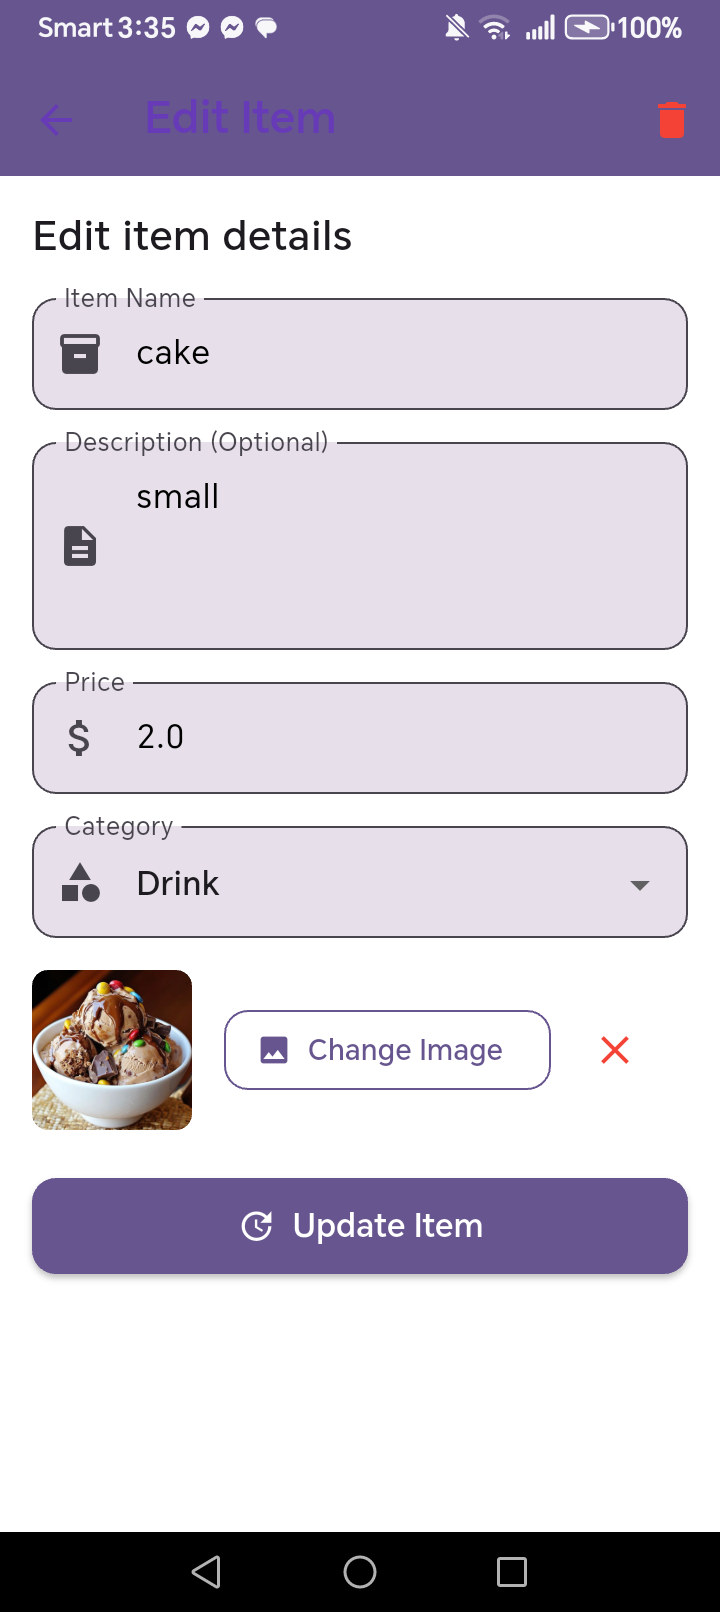 Smart 3:35 100%
Edit Item
Edit item details
Item Name
cake
Description (Optional)
small
Price
$ 2.0
Category
Drink
Change Image
Update Item